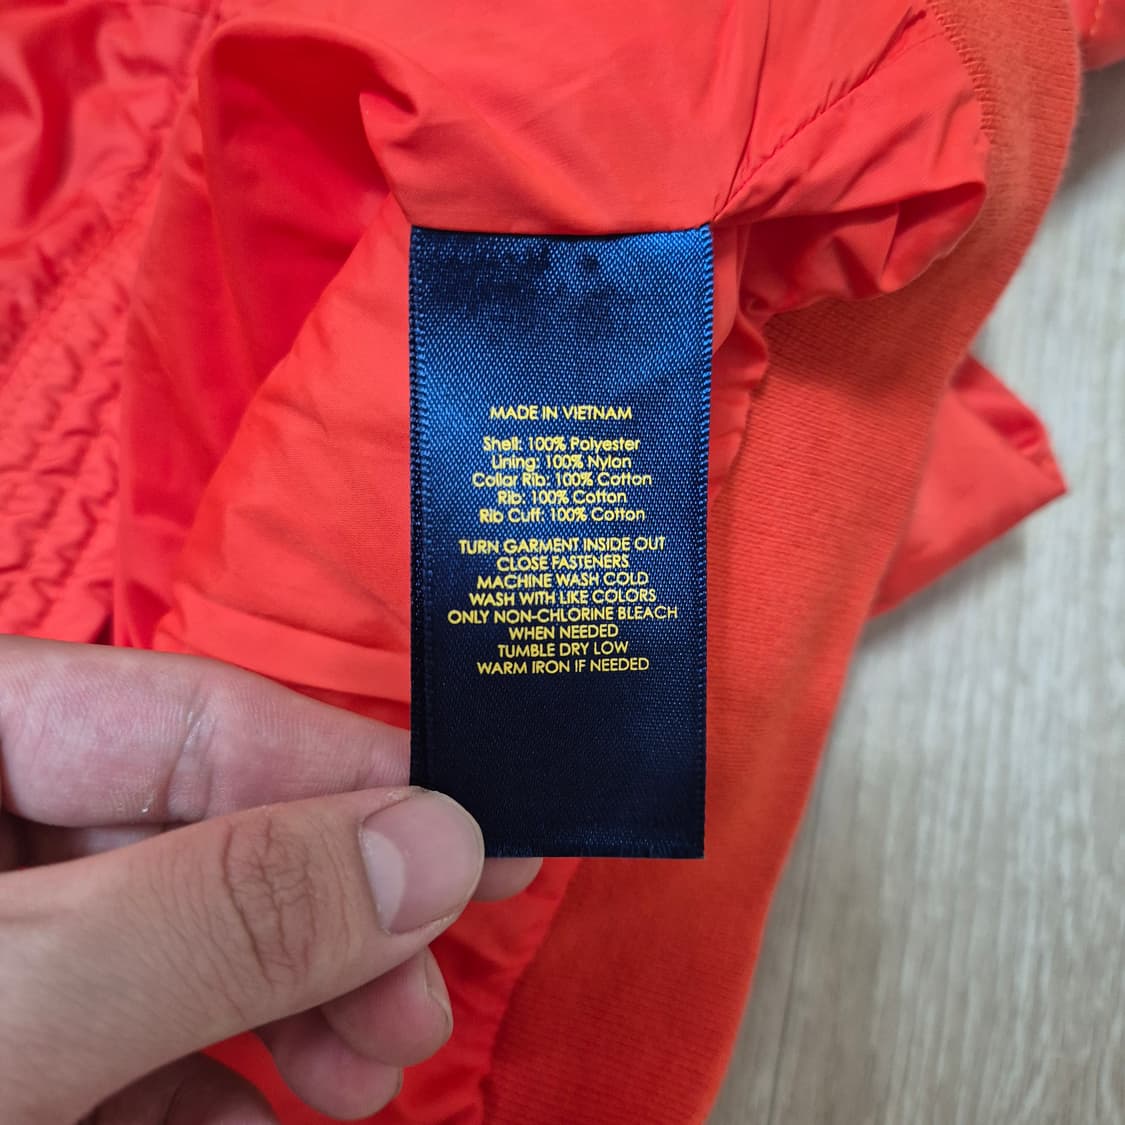 MADE IN VIETNAM
Shell: 100% Polyester
Lining: 100% Nylon
Collar Rib: 100% Cotton
Rib: 100% Cotton
Rib Cuff: 100% Cotton
TURN GARMENT INSIDE OUT
CLOSE FASTENERS
MACHINE WASH COLD
WASH WITH LIKE COLORS
ONLY NON-CHLORINE BLEACH
WHEN NEEDED
TUMBLE DRY LOW
WARM IRON IF NEEDED